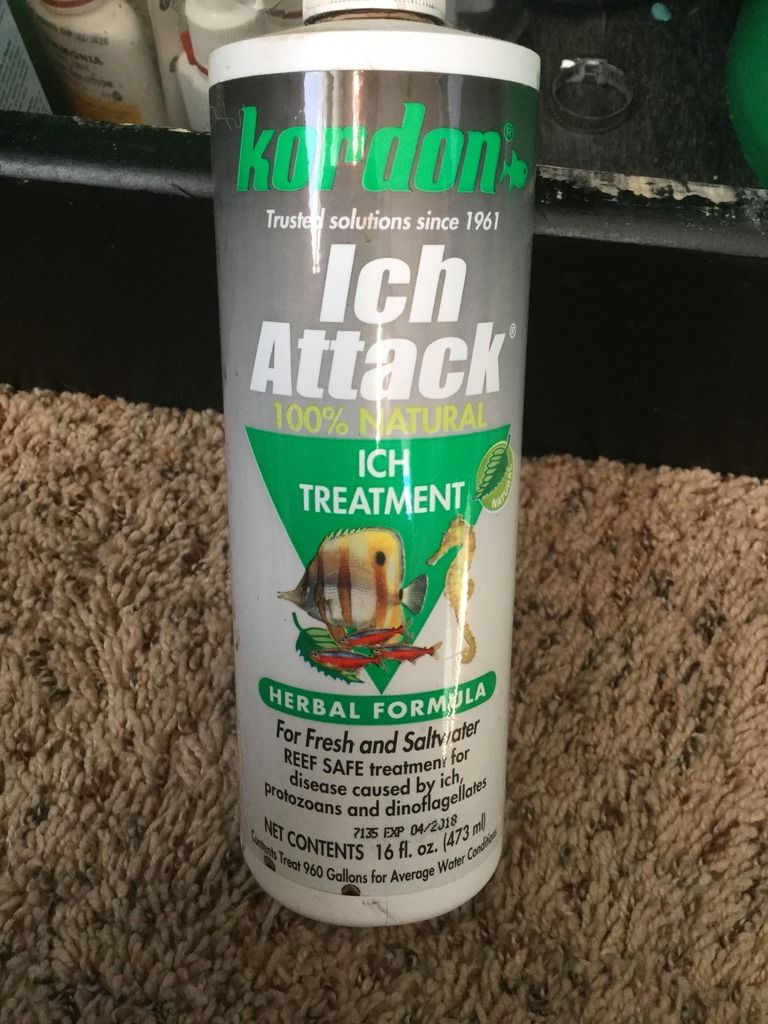 kordon®
Trusted solutions since 1961
Ich
Attack®
100% NATURAL
ICH
TREATMENT
NATURAL
HERBAL FORMULA
For Fresh and Saltwater
REEF SAFE treatment for
disease caused by ich,
protozoans and dinoflagellates
7135 EXP 04/2018
NET CONTENTS 16 fl. oz. (473 ml)
Contents Treat 960 Gallons for Average Water Conditions